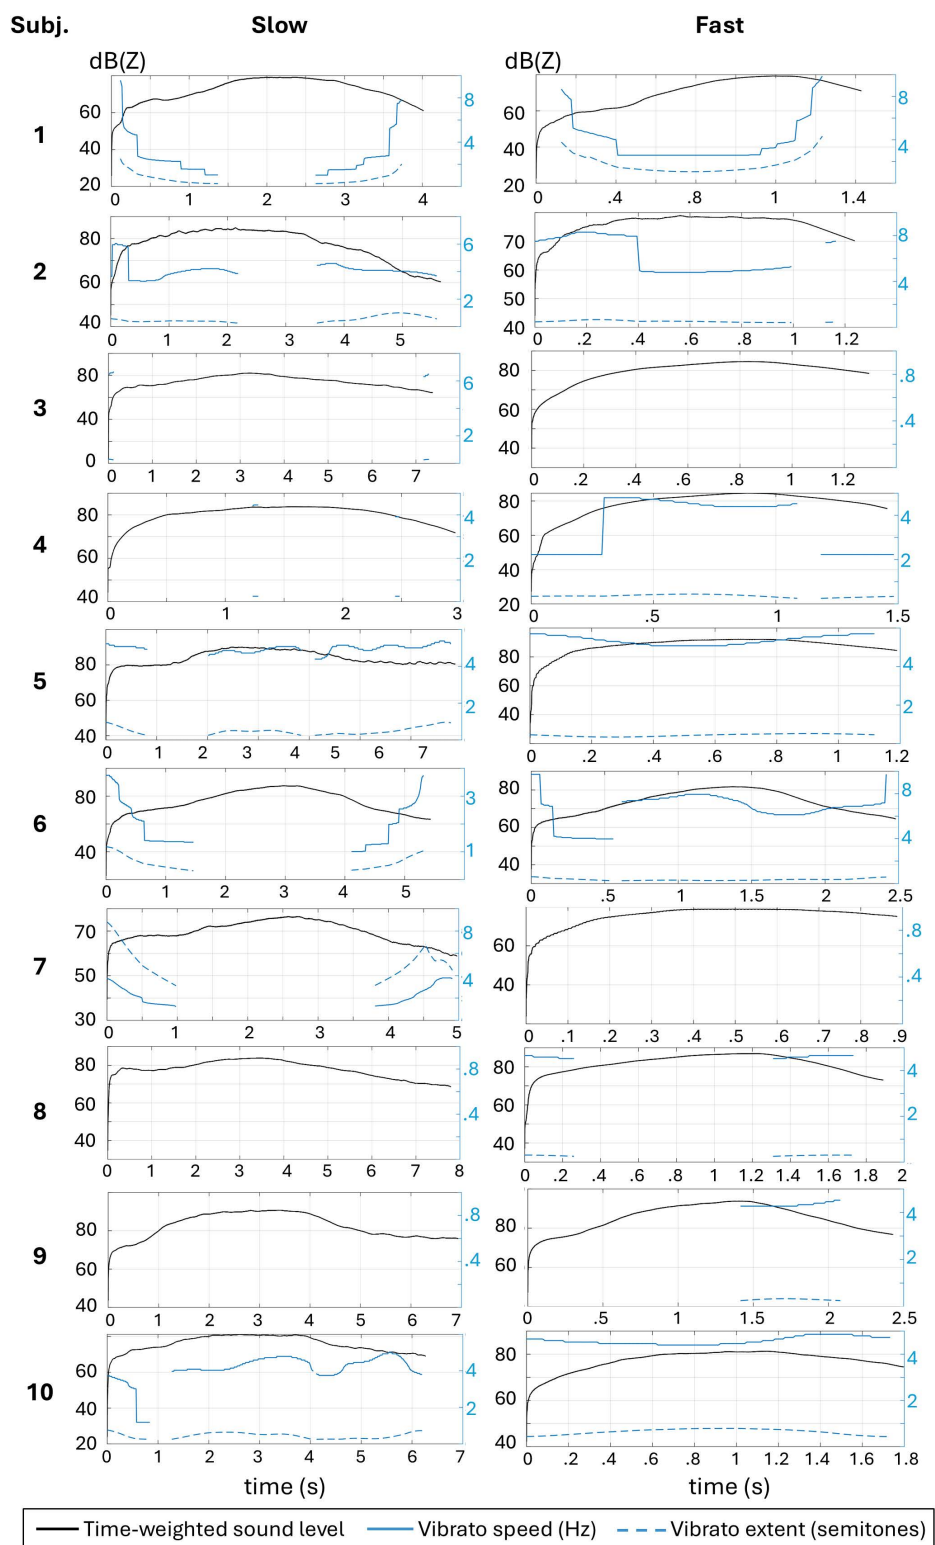 Subj. Slow Fast
dB(Z) dB(Z)
8 8
60 60
1
40 4 40 4
20 20
0 1 2 3 4 0 .4 .8 1 1.4
80 6 70 8
2
60 60 4
2 50
40 40
0 1 2 3 4 5 0 .2 .4 .6 .8 1 1.2
80 6 80 .8
3
40 2 60 .4
0 40
0 1 2 3 4 5 6 7 0 .2 .4 .6 .8 1 1.2
80 4 80 4
4
60 2 60 2
40
40 20
0 1 2 3 0 .5 1 1.5
80 4 80 4
5
60 2 60 2
40 40
0 1 2 3 4 5 6 7 0 .2 .4 .6 .8 1 1.2
80 3 80 8
6
60 4
40 1 40
0 1 2 3 4 5 0 .5 1 1.5 2 2.5
70 8 60 .8
7
50 4 40 .4
30
0 1 2 3 4 5 0 .1 .2 .3 .4 .5 .6 .7 .8 .9
80 .8 80 4
8
60 .4 60 2
40 40
0 1 2 3 4 5 6 7 8 0 .2 .4 .6 .8 1 1.2 1.4 1.6 1.8 2
80 .8 80 4
9
60 .4 60 2
40
0 1 2 3 4 5 6 7 0 .5 1 1.5 2 2.5
60 4 80 4
10
40 2 60 2
20 40
0 1 2 3 4 5 6 7 0 .2 .4 .6 .8 1 1.2 1.4 1.6 1.8
time (s) time (s)
Time-weighted sound level Vibrato speed (Hz) Vibrato extent (semitones)